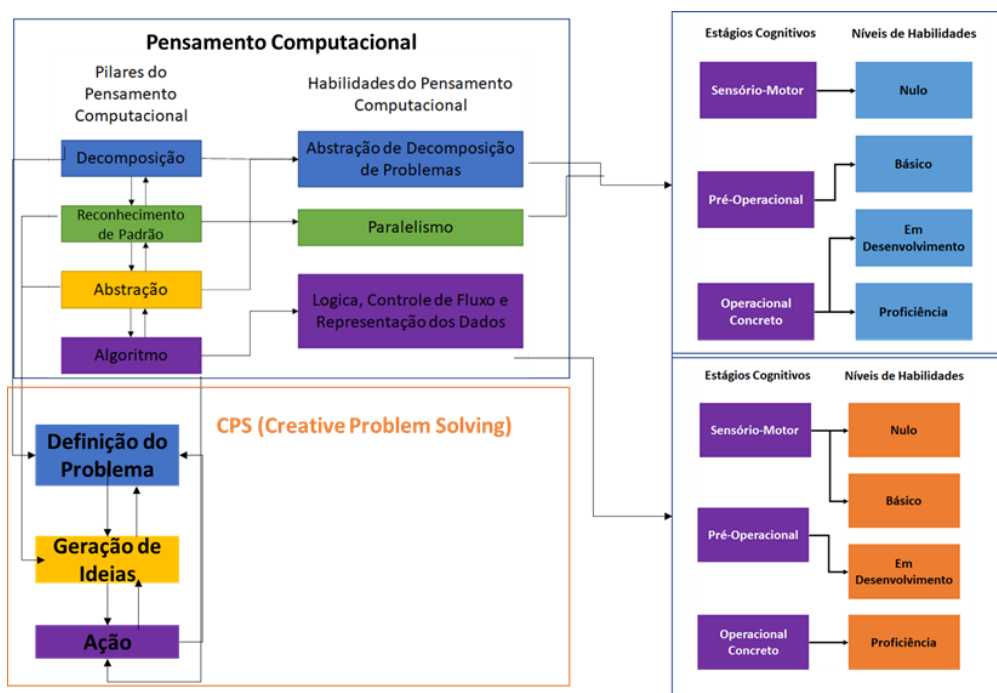 Pensamento Computacional
Pilares do
Pensamento
Computacional
Habilidades do Pensamento
Computacional
Decomposição
Abstração de Decomposição
de Problemas
Reconhecimento
de Padrão
Paralelismo
Abstração
Logica, Controle de Fluxo e
Representação dos Dados
Algoritmo
CPS (Creative Problem Solving)
Definição do
Problema
Geração de
Ideias
Ação
Estágios Cognitivos
Níveis de Habilidades
Sensório-Motor
Nulo
Básico
Pré-Operacional
Em
Desenvolvimento
Operacional
Concreto
Proficiência
Estágios Cognitivos
Níveis de Habilidades
Sensório-Motor
Nulo
Básico
Pré-Operacional
Em
Desenvolvimento
Operacional
Concreto
Proficiência